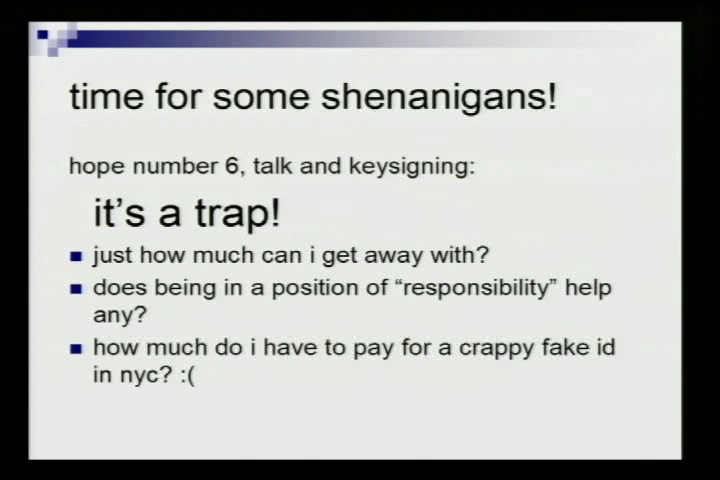 time for some shenanigans!
hope number 6, talk and keysigning:
it's a trap!
just how much can i get away with?
does being in a position of “responsibility” help
any?
how much do i have to pay for a crappy fake id
in nyc? :(